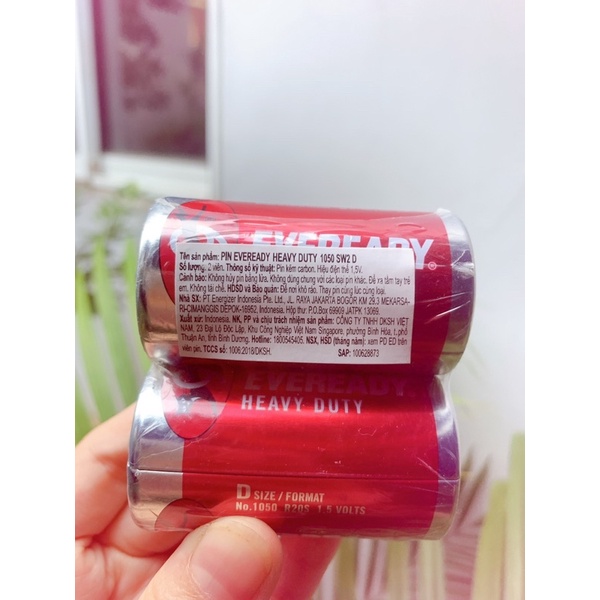 EVEREADY
Tên sản phẩm: PIN EVEREADY HEAVY DUTY 1050 SW2 D
Số lượng: 2 viên. Thông số kỹ thuật: Pin kẽm carbon. Hiệu điện thế 1,5V.
Cảnh báo: Không hủy pin bằng lửa. Không dùng chung với các loại pin khác. Để xa tầm tay trẻ
em. Không tái chế. HDSD và Bảo quản: Để nơi khô ráo. Thay pin cùng lúc cùng loại.
Nhà SX: PT Energizer Indonesia Pte. Ltd., JL. RAYA JAKARTA BOGOR KM 29.3 MEKARSA-
RI-CIMANGGIS DEPOK-16952, Indonesia. Hộp thư: P.O.Box 69909 JATPK 13069.
Xuất xứ: Indonesia. NK, PP và chịu trách nhiệm sản phẩm: CÔNG TY TNHH DKSH VIỆT
NAM, 23 Đại Lộ Độc Lập, Khu Công Nghiệp Việt Nam Singapore, phường Bình Hòa, t. phố
Thuận An, tỉnh Bình Dương. Hotline: 1800545405. NSX, HSD (tháng năm): xem PD ED trên
viên pin. TCCS số: 1006:2018/DKSH. SAP: 100628873
EVEREADY
HEAVY DUTY
D SIZE / FORMAT
No.1050 R20S 1.5 VOLTS